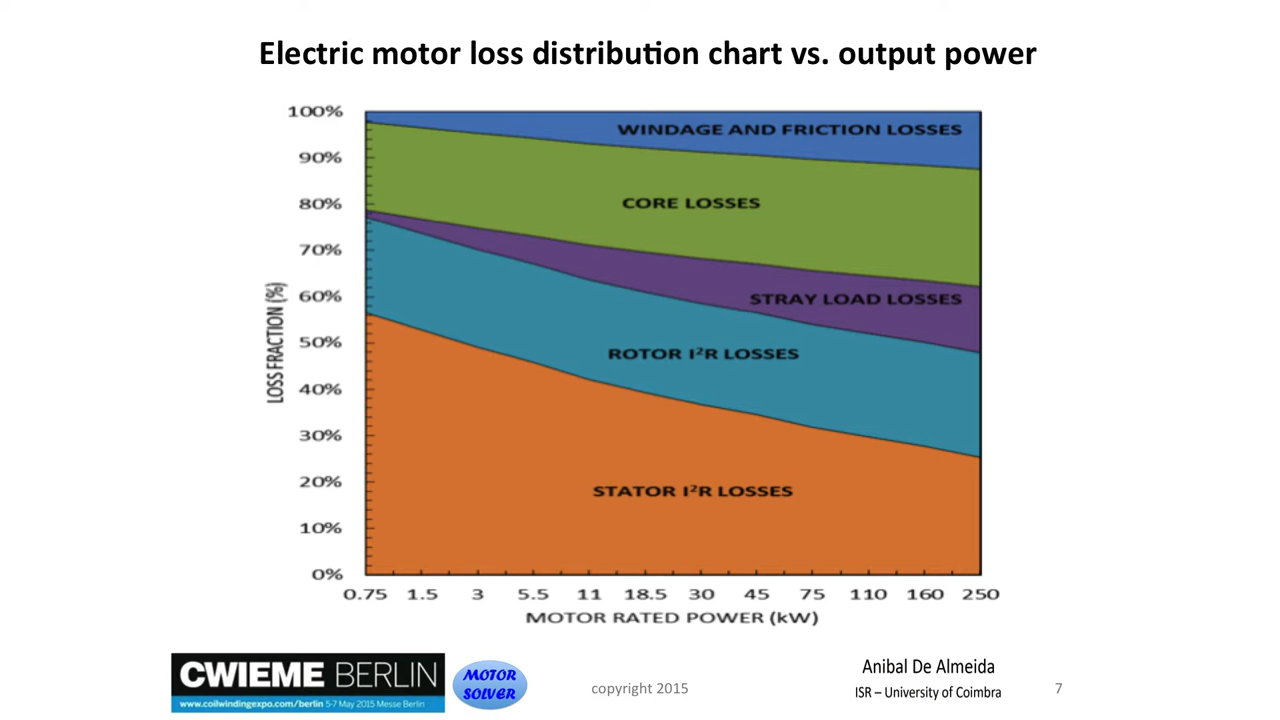 Electric motor loss distribution chart vs. output power
100%
90%
80%
70%
60%
50%
40%
30%
20%
10%
0%
LOSS FRACTION (%)
WINDAGE AND FRICTION LOSSES
CORE LOSSES
STRAY LOAD LOSSES
ROTOR I²R LOSSES
STATOR I²R LOSSES
0.75 1.5 3 5.5 11 18.5 30 45 75 110 160 250
MOTOR RATED POWER (kW)
CWIEME BERLIN
www.coilwindingexpo.com/berlin 5-7 May 2015 Messe Berlin
MOTOR
SOLVER
copyright 2015
Anibal De Almeida
ISR – University of Coimbra
7